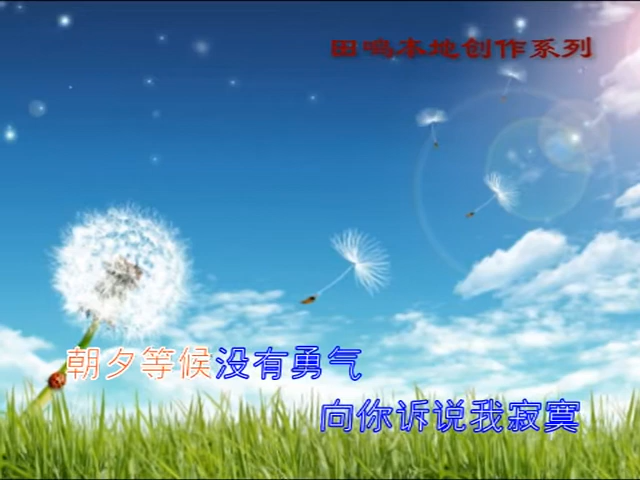 田鸣本地创作系列
朝夕等候没有勇气
向你诉说我寂寞